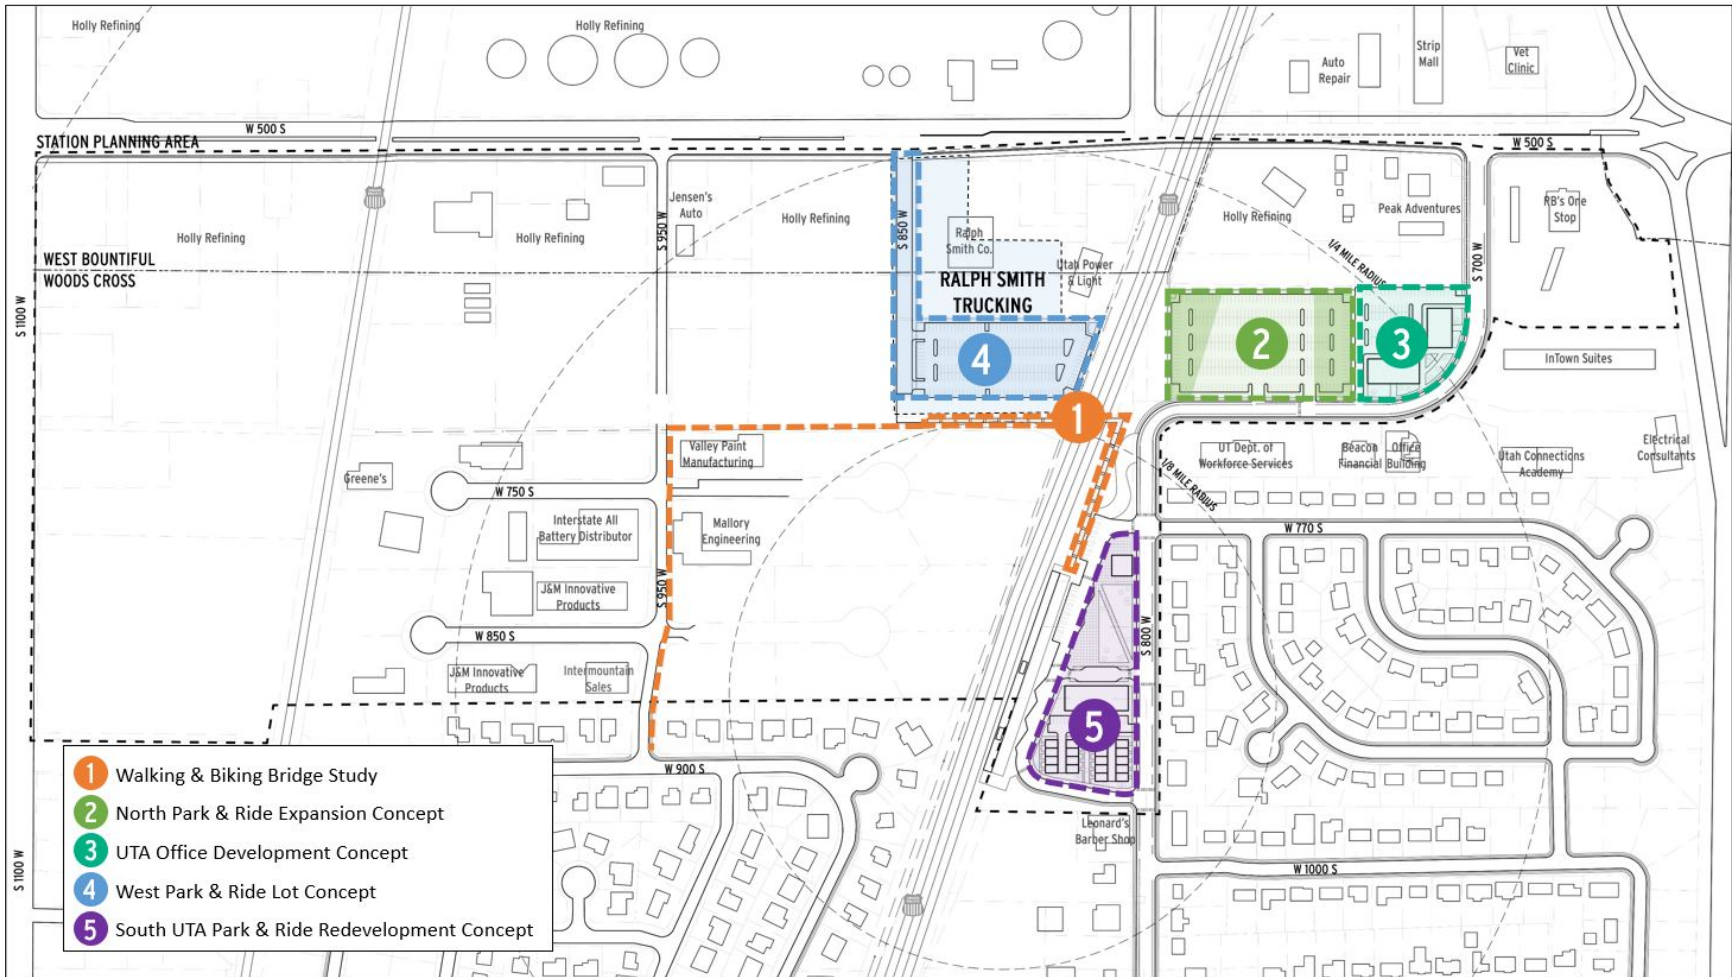 Holly Refining
Holly Refining
Auto
Repair
Strip
Mall
Vet
Clinic
W 500 S
STATION PLANNING AREA
W 500 S
Jensen's
Auto
S 950 W
Holly Refining
Holly Refining
Holly Refining
S 850 W
Ralph
Smith Co.
Utah Power
& Light
RALPH SMITH
TRUCKING
Holly Refining
Peak Adventures
RB's One
Stop
S 700 W
1/4 MILE RADIUS
WEST BOUNTIFUL
WOODS CROSS
S 1100 W
4
2
3
InTown Suites
1
Valley Paint
Manufacturing
Greene's
UT Dept. of
Workforce Services
Beacon
Financial
Office
Building
Utah Connections
Academy
Electrical
Consultants
1/8 MILE RADIUS
W 750 S
Interstate All
Battery Distributor
Mallory
Engineering
W 770 S
J&M Innovative
Products
S 950 W
W 850 S
S 800 W
J&M Innovative
Products
Intermountain
Sales
5
W 900 S
Leonard's
Barber Shop
S 1100 W
W 1000 S
1 Walking & Biking Bridge Study
2 North Park & Ride Expansion Concept
3 UTA Office Development Concept
4 West Park & Ride Lot Concept
5 South UTA Park & Ride Redevelopment Concept